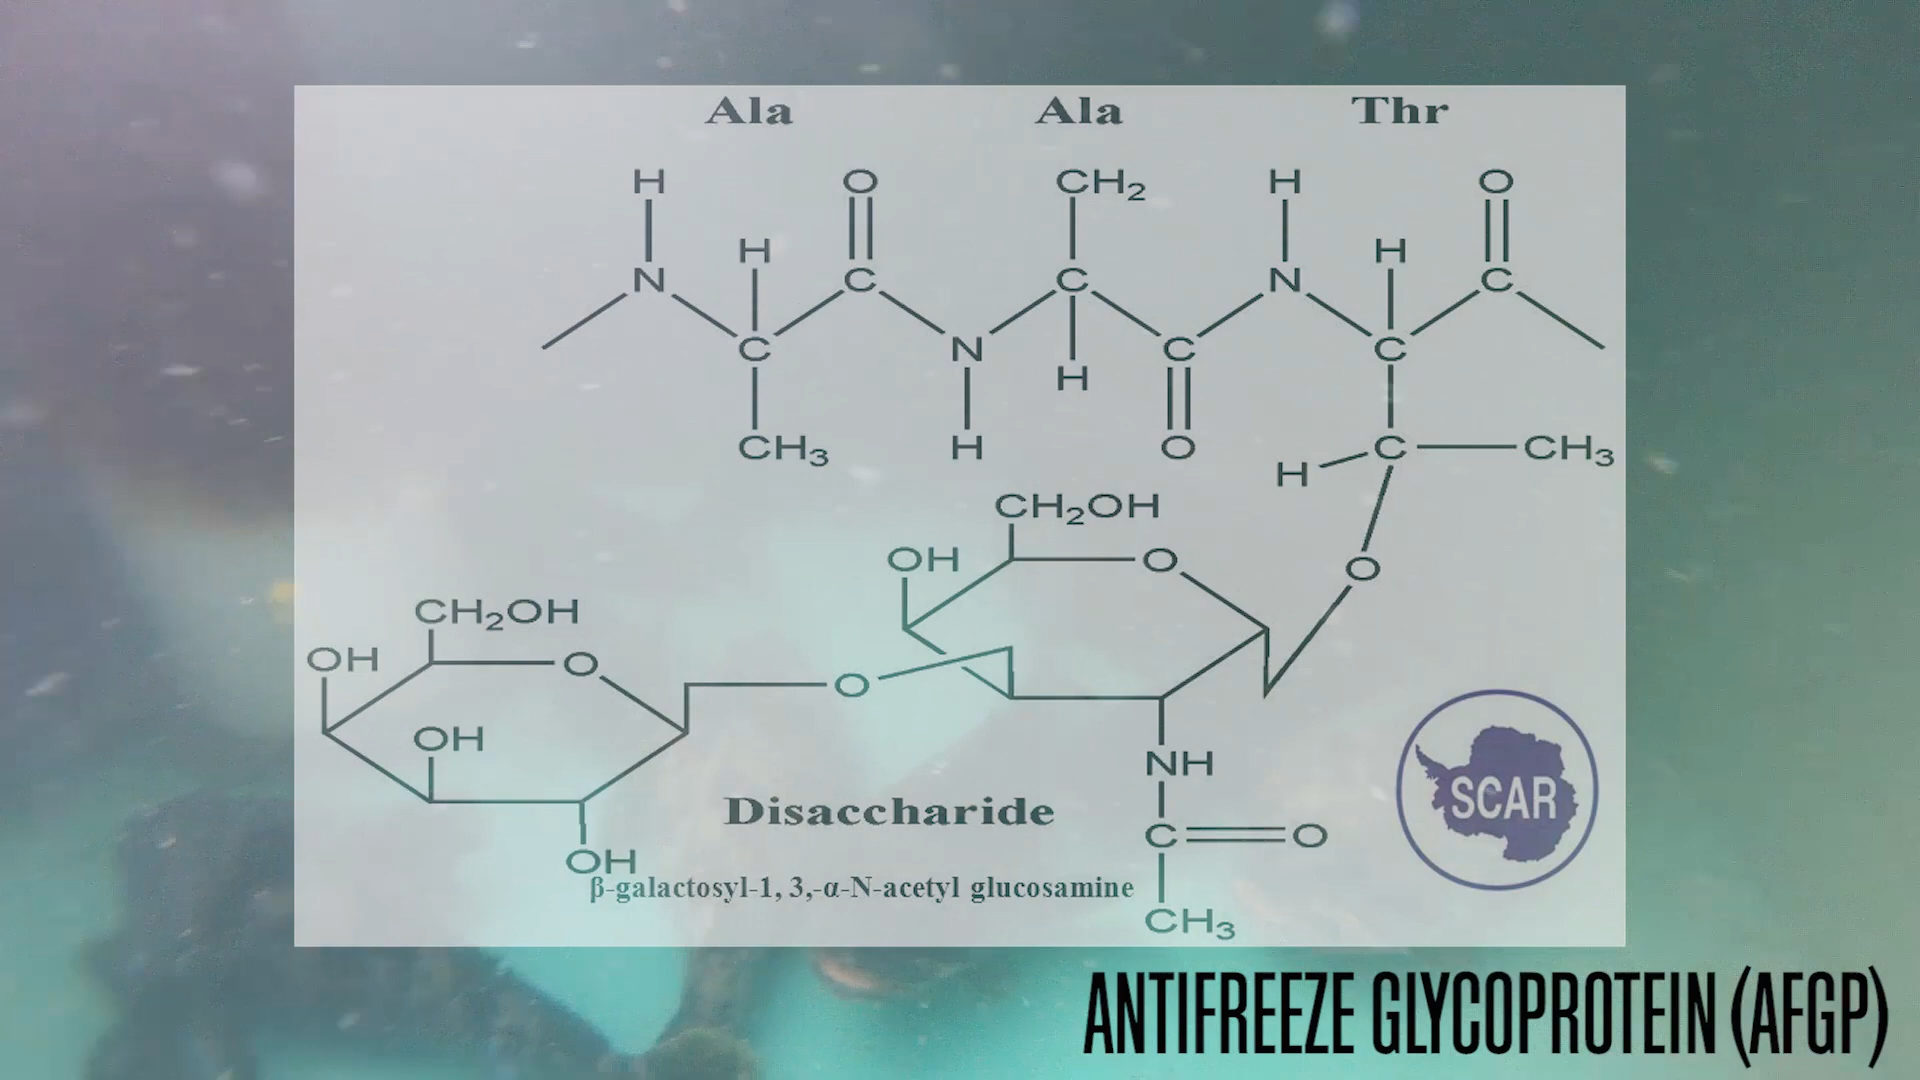 Ala Ala Thr
H O CH2 H O
H H
N C C N C
C N C C
H
CH3 H O C CH3
H
CH2OH
OH O O
CH2OH
OH O
O
OH
NH
SCAR
Disaccharide
C O
OH
β-galactosyl-1, 3,-α-N-acetyl glucosamine
CH3
ANTIFREEZE GLYCOPROTEIN (AFGP)